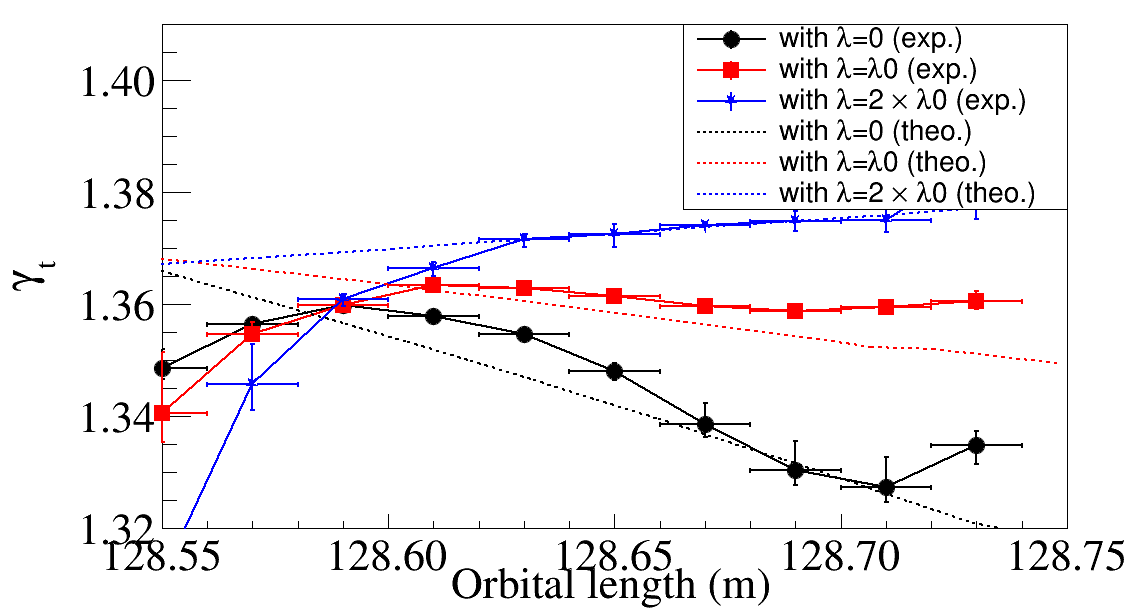 with λ=0 (exp.)
with λ=λ0 (exp.)
with λ=2 × λ0 (exp.)
with λ=0 (theo.)
with λ=λ0 (theo.)
with λ=2 × λ0 (theo.)
1.40
1.38
1.36
1.34
1.32
γt
128.55 128.60 128.65 128.70 128.75
Orbital length (m)